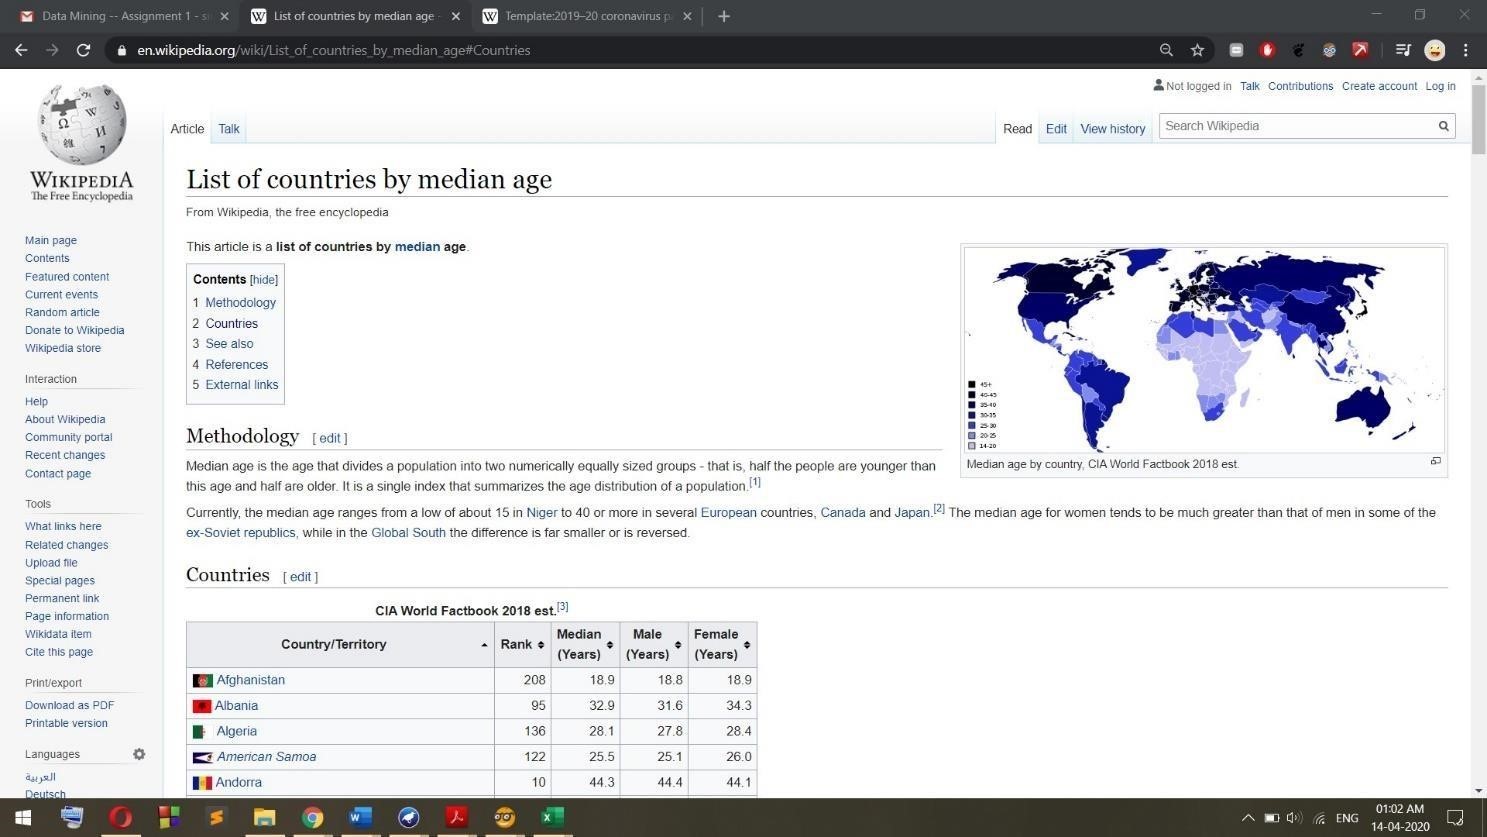 Data Mining -- Assignment 1 - si
List of countries by median age -
Template:2019–20 coronavirus pa
en.wikipedia.org/wiki/List_of_countries_by_median_age#Countries
Not logged in Talk Contributions Create account Log in
Article Talk
Read Edit View history
Search Wikipedia
WIKIPEDIA
The Free Encyclopedia
Main page
Contents
Featured content
Current events
Random article
Donate to Wikipedia
Wikipedia store
Interaction
Help
About Wikipedia
Community portal
Recent changes
Contact page
Tools
What links here
Related changes
Upload file
Special pages
Permanent link
Page information
Wikidata item
Cite this page
Print/export
Download as PDF
Printable version
Languages
العربية
Deutsch
List of countries by median age
From Wikipedia, the free encyclopedia
This article is a list of countries by median age.
Contents [hide]
1 Methodology
2 Countries
3 See also
4 References
5 External links
45+
40-45
35-40
30-35
25-30
20-25
14-20
Median age by country, CIA World Factbook 2018 est.
Methodology [ edit ]
Median age is the age that divides a population into two numerically equally sized groups - that is, half the people are younger than
this age and half are older. It is a single index that summarizes the age distribution of a population.[1]
Currently, the median age ranges from a low of about 15 in Niger to 40 or more in several European countries, Canada and Japan.[2] The median age for women tends to be much greater than that of men in some of the
ex-Soviet republics, while in the Global South the difference is far smaller or is reversed.
Countries [ edit ]
CIA World Factbook 2018 est.[3]
Country/Territory Rank Median (Years) Male (Years) Female (Years)
Afghanistan 208 18.9 18.8 18.9
Albania 95 32.9 31.6 34.3
Algeria 136 28.1 27.8 28.4
American Samoa 122 25.5 25.1 26.0
Andorra 10 44.3 44.4 44.1
ENG
01:02 AM
14-04-2020